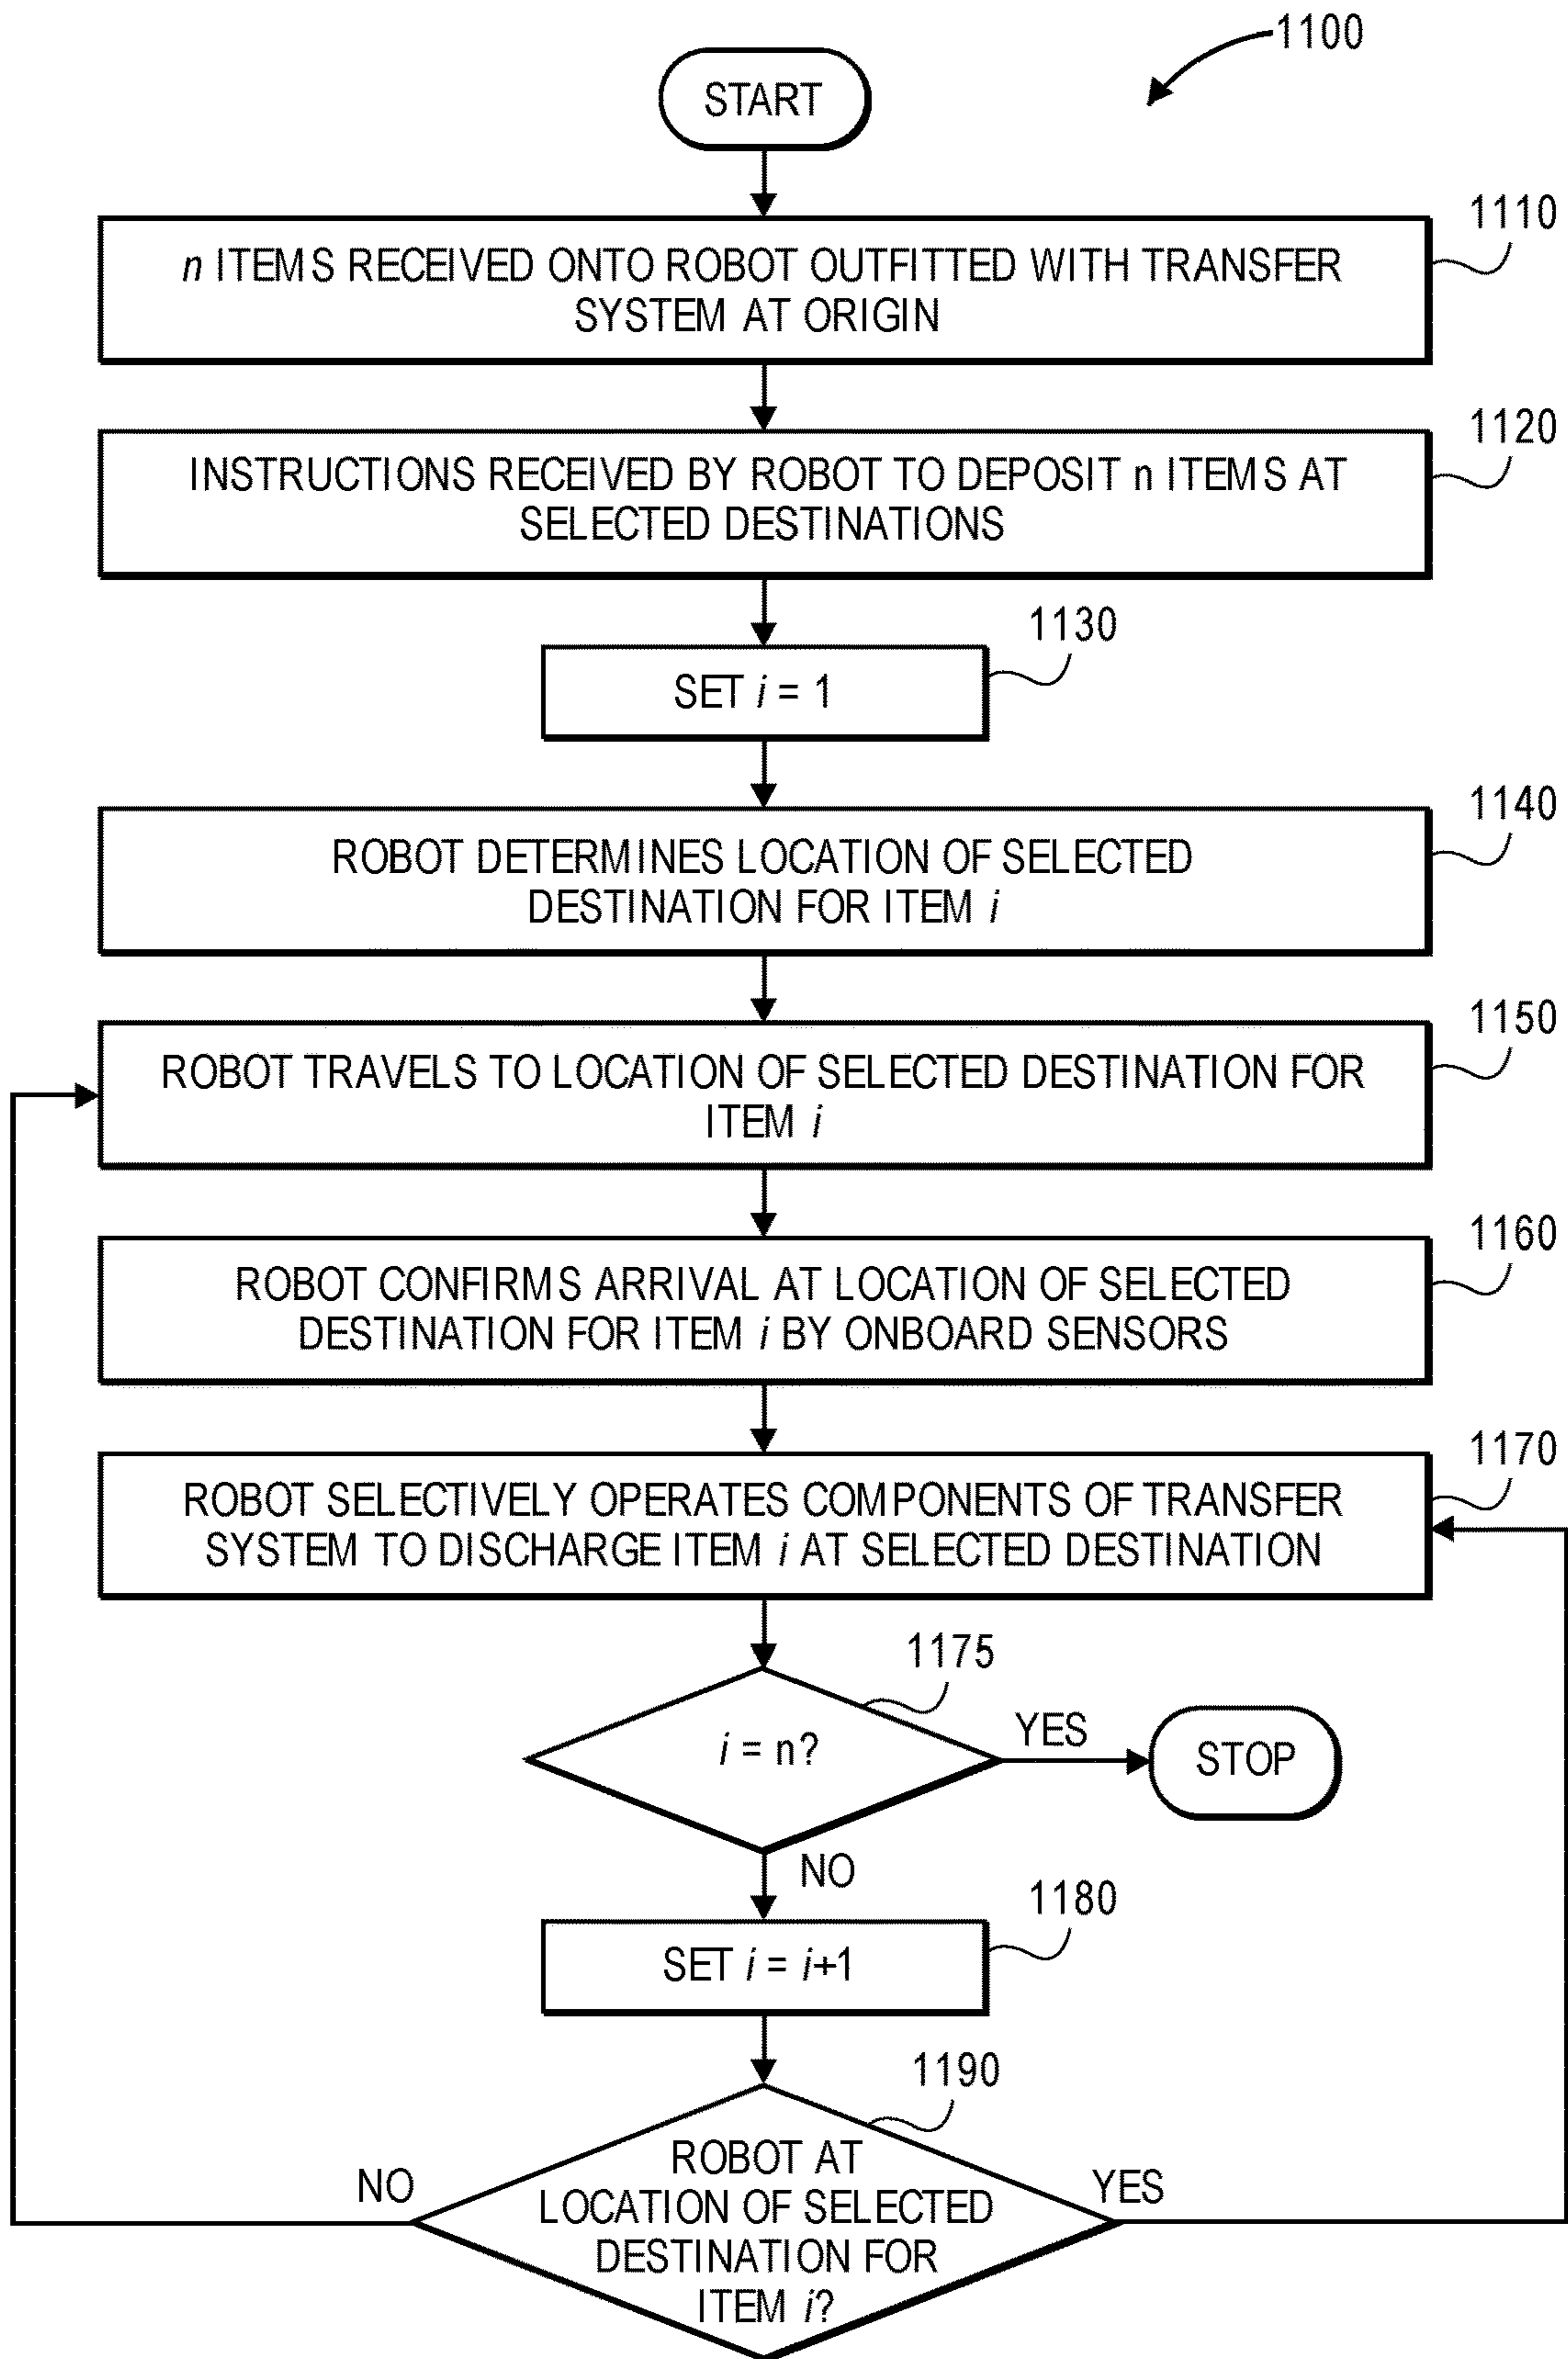 1100
START
1110
n ITEMS RECEIVED ONTO ROBOT OUTFITTED WITH TRANSFER
SYSTEM AT ORIGIN
1120
INSTRUCTIONS RECEIVED BY ROBOT TO DEPOSIT n ITEMS AT
SELECTED DESTINATIONS
1130
SET i = 1
1140
ROBOT DETERMINES LOCATION OF SELECTED
DESTINATION FOR ITEM i
1150
ROBOT TRAVELS TO LOCATION OF SELECTED DESTINATION FOR
ITEM i
1160
ROBOT CONFIRMS ARRIVAL AT LOCATION OF SELECTED
DESTINATION FOR ITEM i BY ONBOARD SENSORS
1170
ROBOT SELECTIVELY OPERATES COMPONENTS OF TRANSFER
SYSTEM TO DISCHARGE ITEM i AT SELECTED DESTINATION
1175
i = n?
YES
STOP
NO
1180
SET i = i+1
1190
ROBOT AT
LOCATION OF SELECTED
DESTINATION FOR
ITEM i?
NO
YES